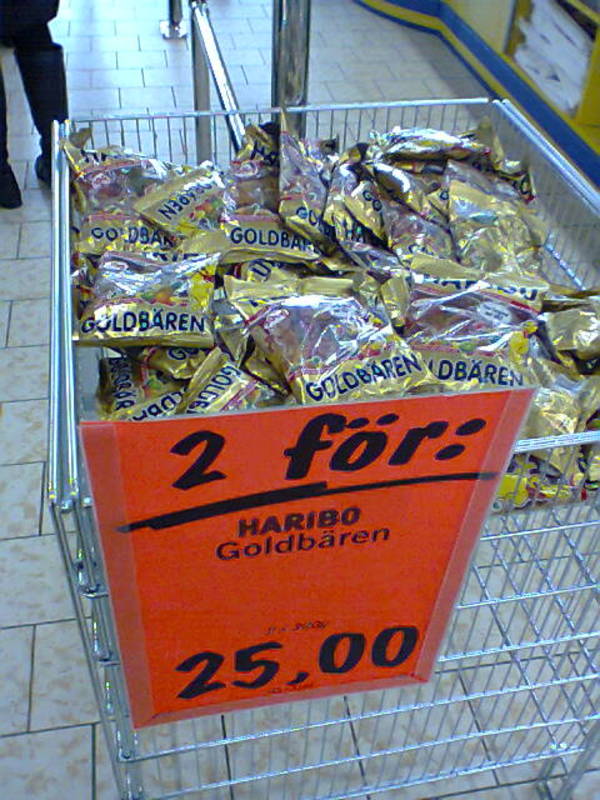 GOLDBÄREN
GOLDBÄREN
GOLDBÄREN
GOLDBÄREN
2 för:
HARIBO
Goldbären
25,00